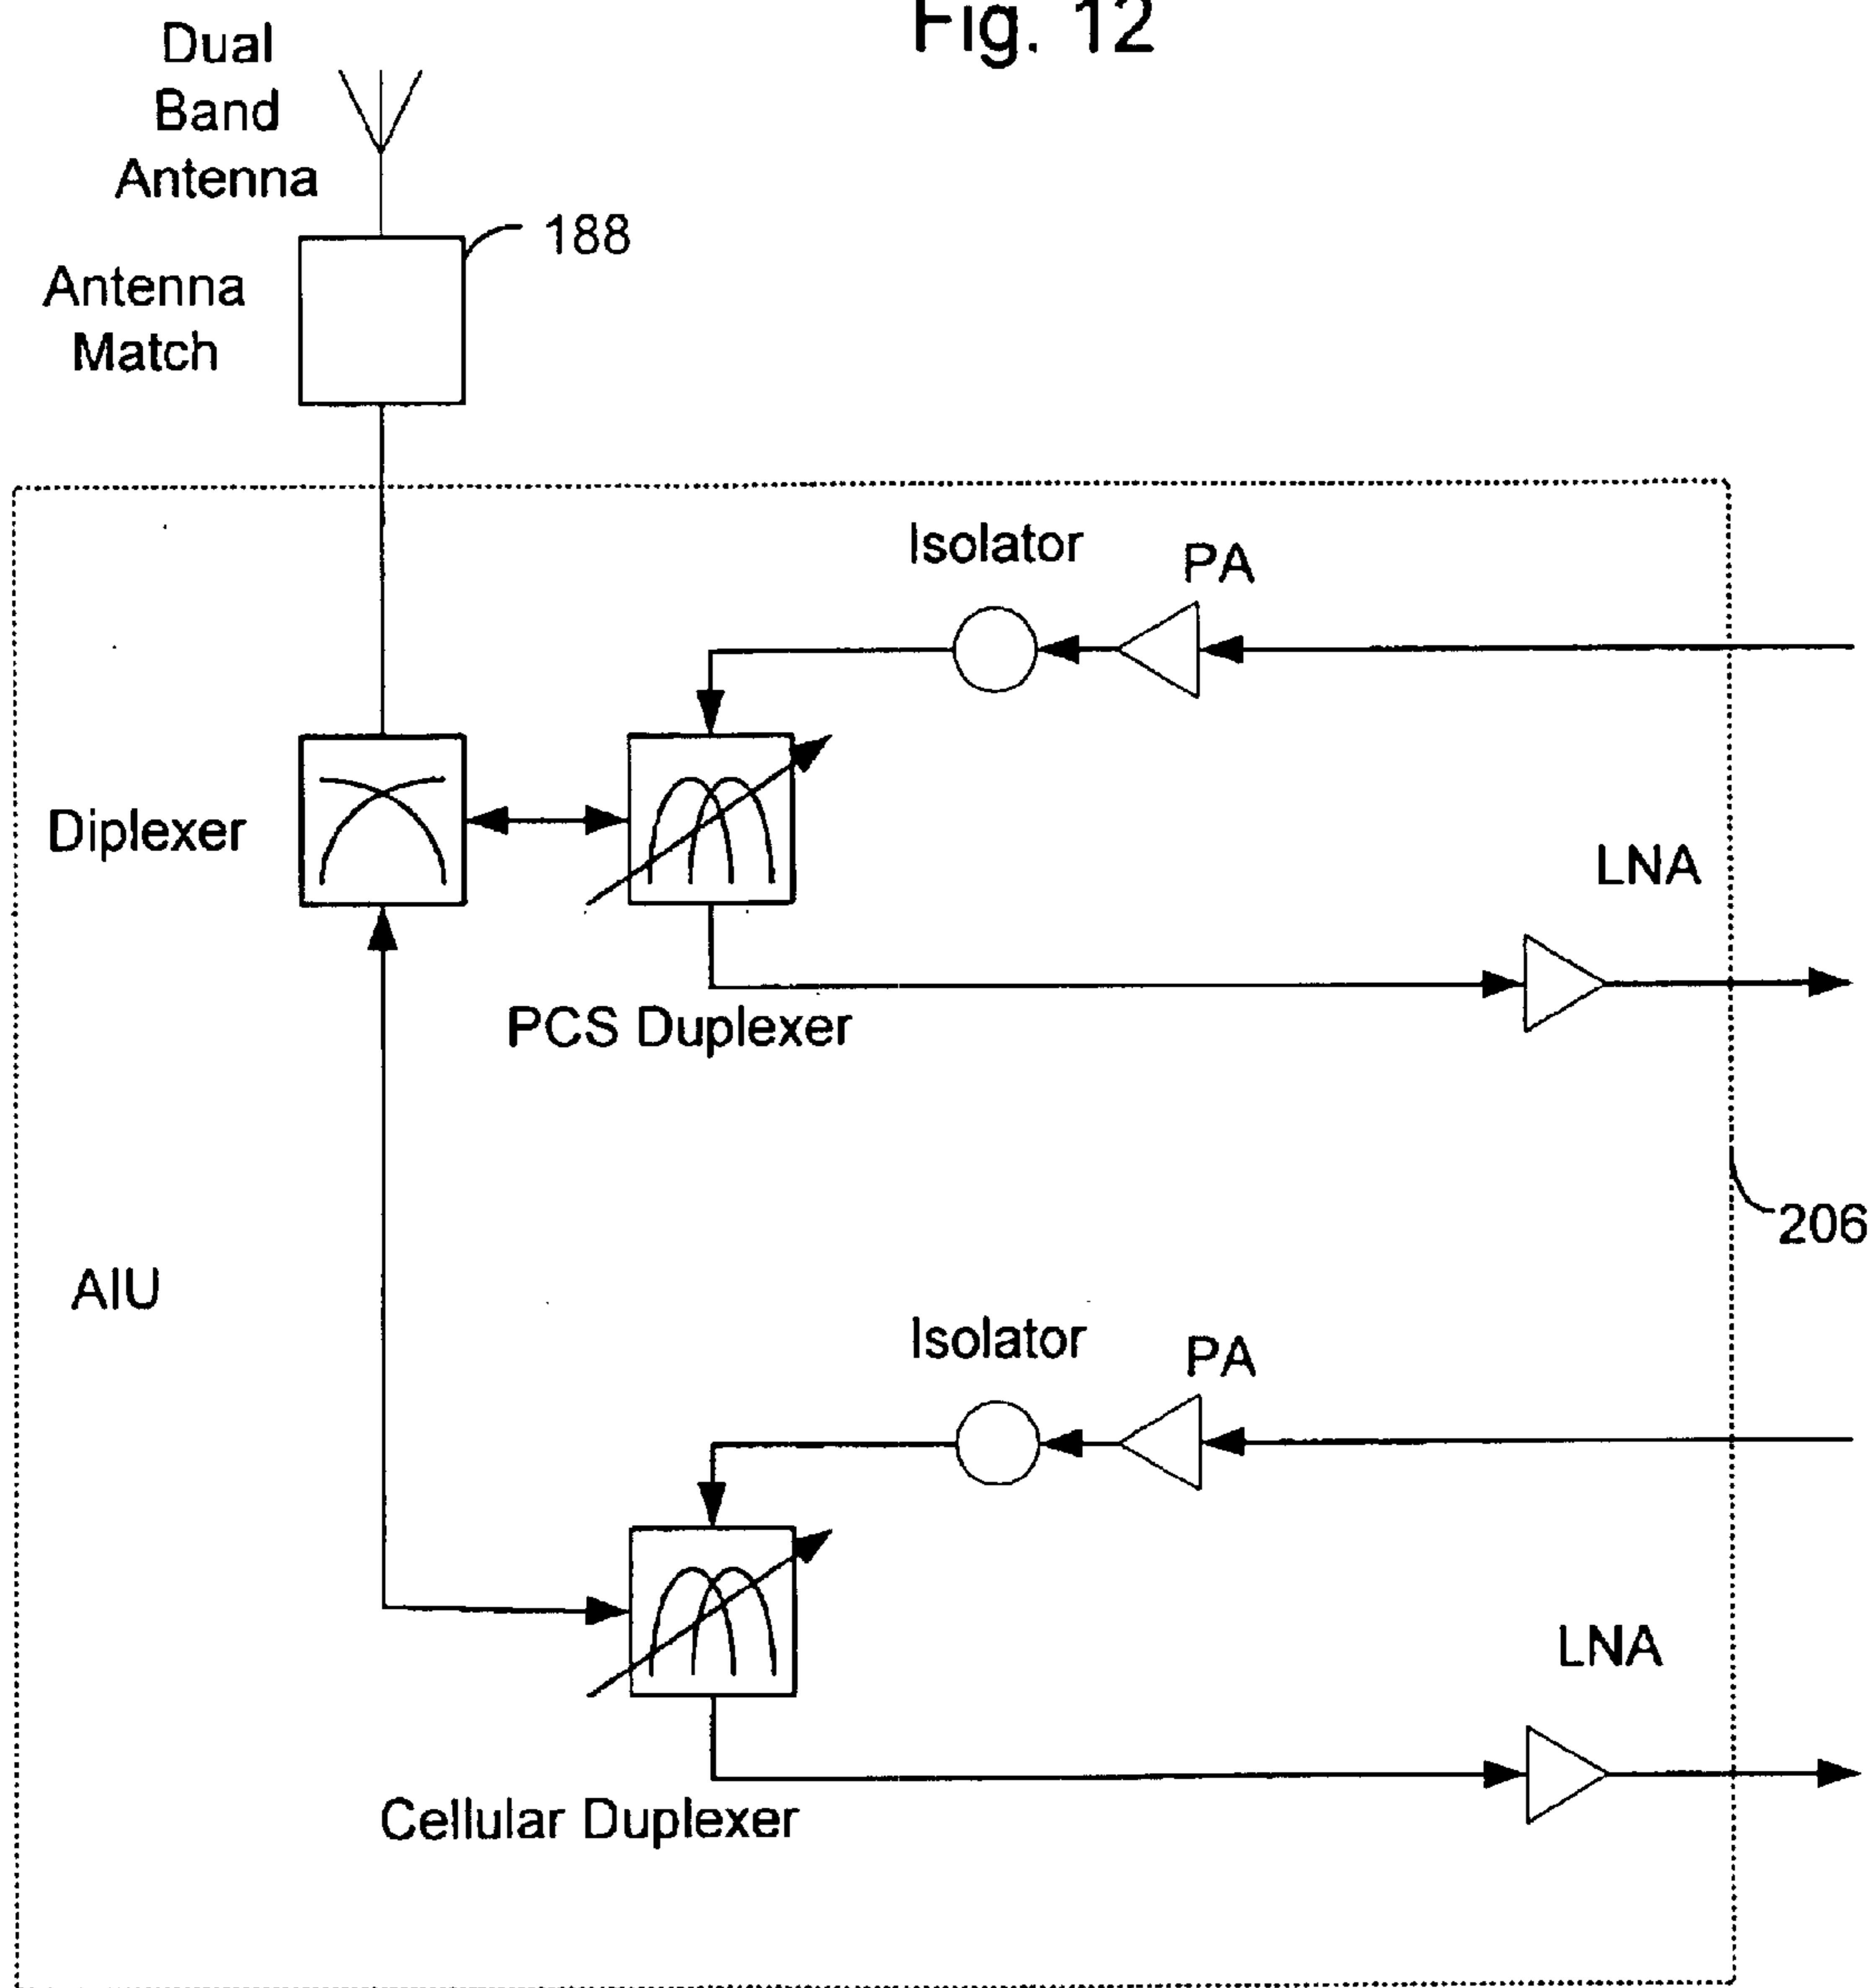 Fig. 12
Dual
Band
Antenna
188
Antenna
Match
Isolator
PA
Diplexer
LNA
PCS Duplexer
206
AIU
Isolator
PA
LNA
Cellular Duplexer